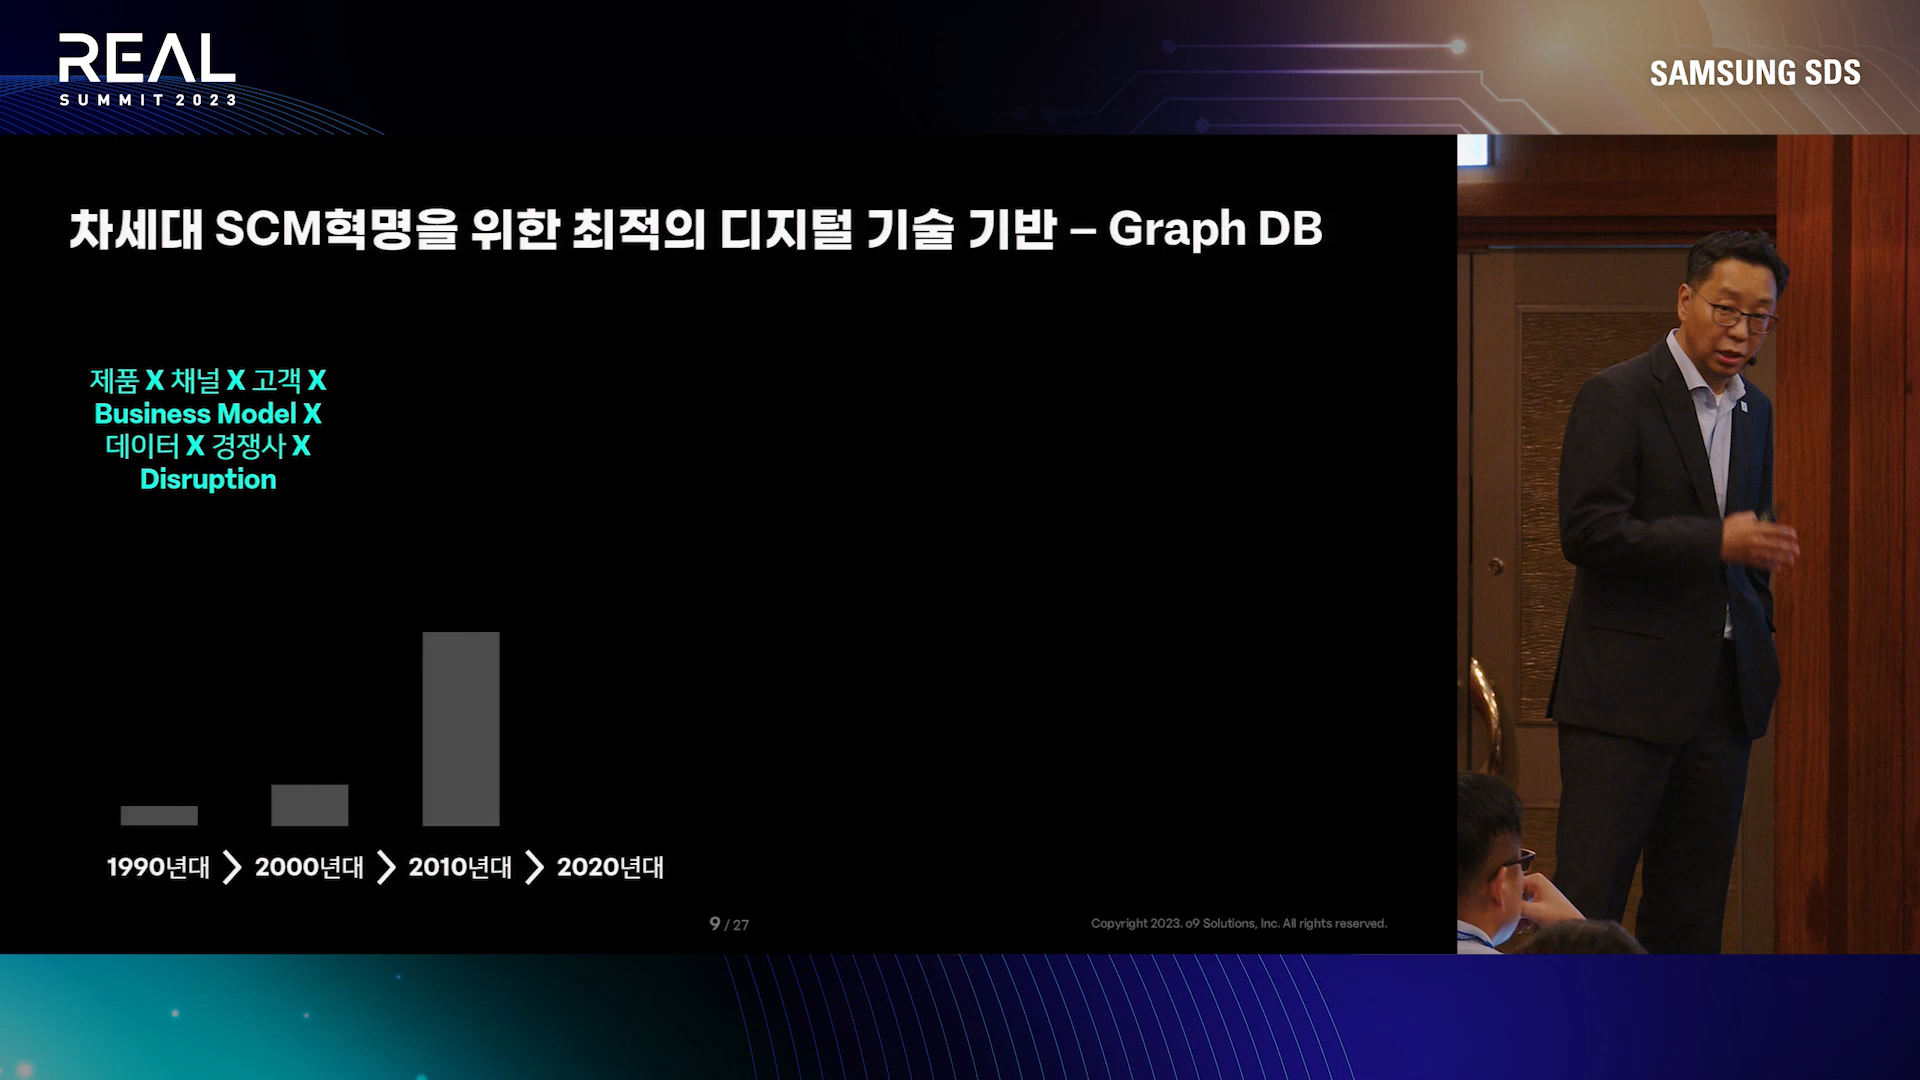 REAL
SUMMIT 2023
SAMSUNG SDS
차세대 SCM혁명을 위한 최적의 디지털 기술 기반 – Graph DB
제품 X 채널 X 고객 X
Business Model X
데이터 X 경쟁사 X
Disruption
1990년대 > 2000년대 > 2010년대 > 2020년대
9 / 27
Copyright 2023. o9 Solutions, Inc. All rights reserved.